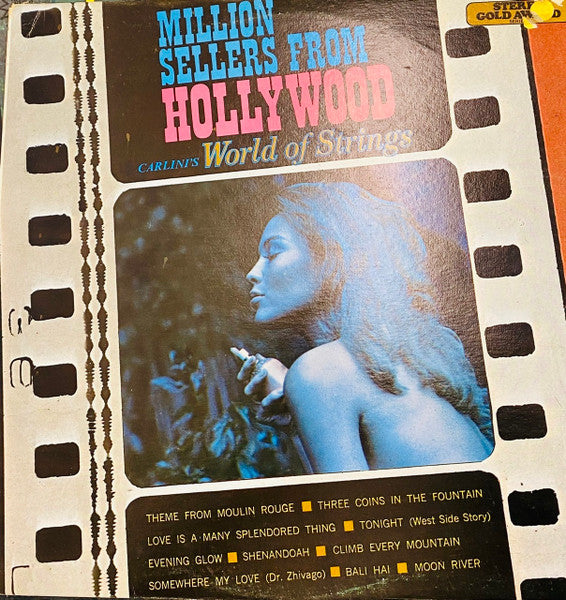 STEREO
GOLD AWARD
MILLION
SELLERS FROM
HOLLYWOOD
CARLINI'S World of Strings
THEME FROM MOULIN ROUGE ■ THREE COINS IN THE FOUNTAIN
LOVE IS A MANY SPLENDORED THING ■ TONIGHT (West Side Story)
EVENING GLOW ■ SHENANDOAH ■ CLIMB EVERY MOUNTAIN
SOMEWHERE MY LOVE (Dr. Zhivago) ■ BALI HAI ■ MOON RIVER